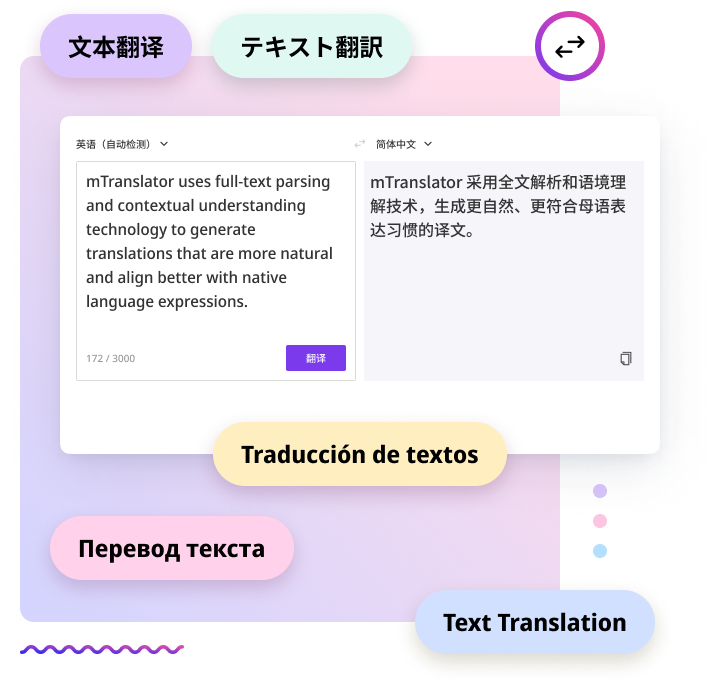 文本翻译
テキスト翻訳
英语（自动检测）
简体中文
mTranslator uses full-text parsing
and contextual understanding
technology to generate
translations that are more natural
and align better with native
language expressions.
172 / 3000
翻译
mTranslator 采用全文解析和语境理
解技术，生成更自然、更符合母语表
达习惯的译文。
Traducción de textos
Перевод текста
Text Translation